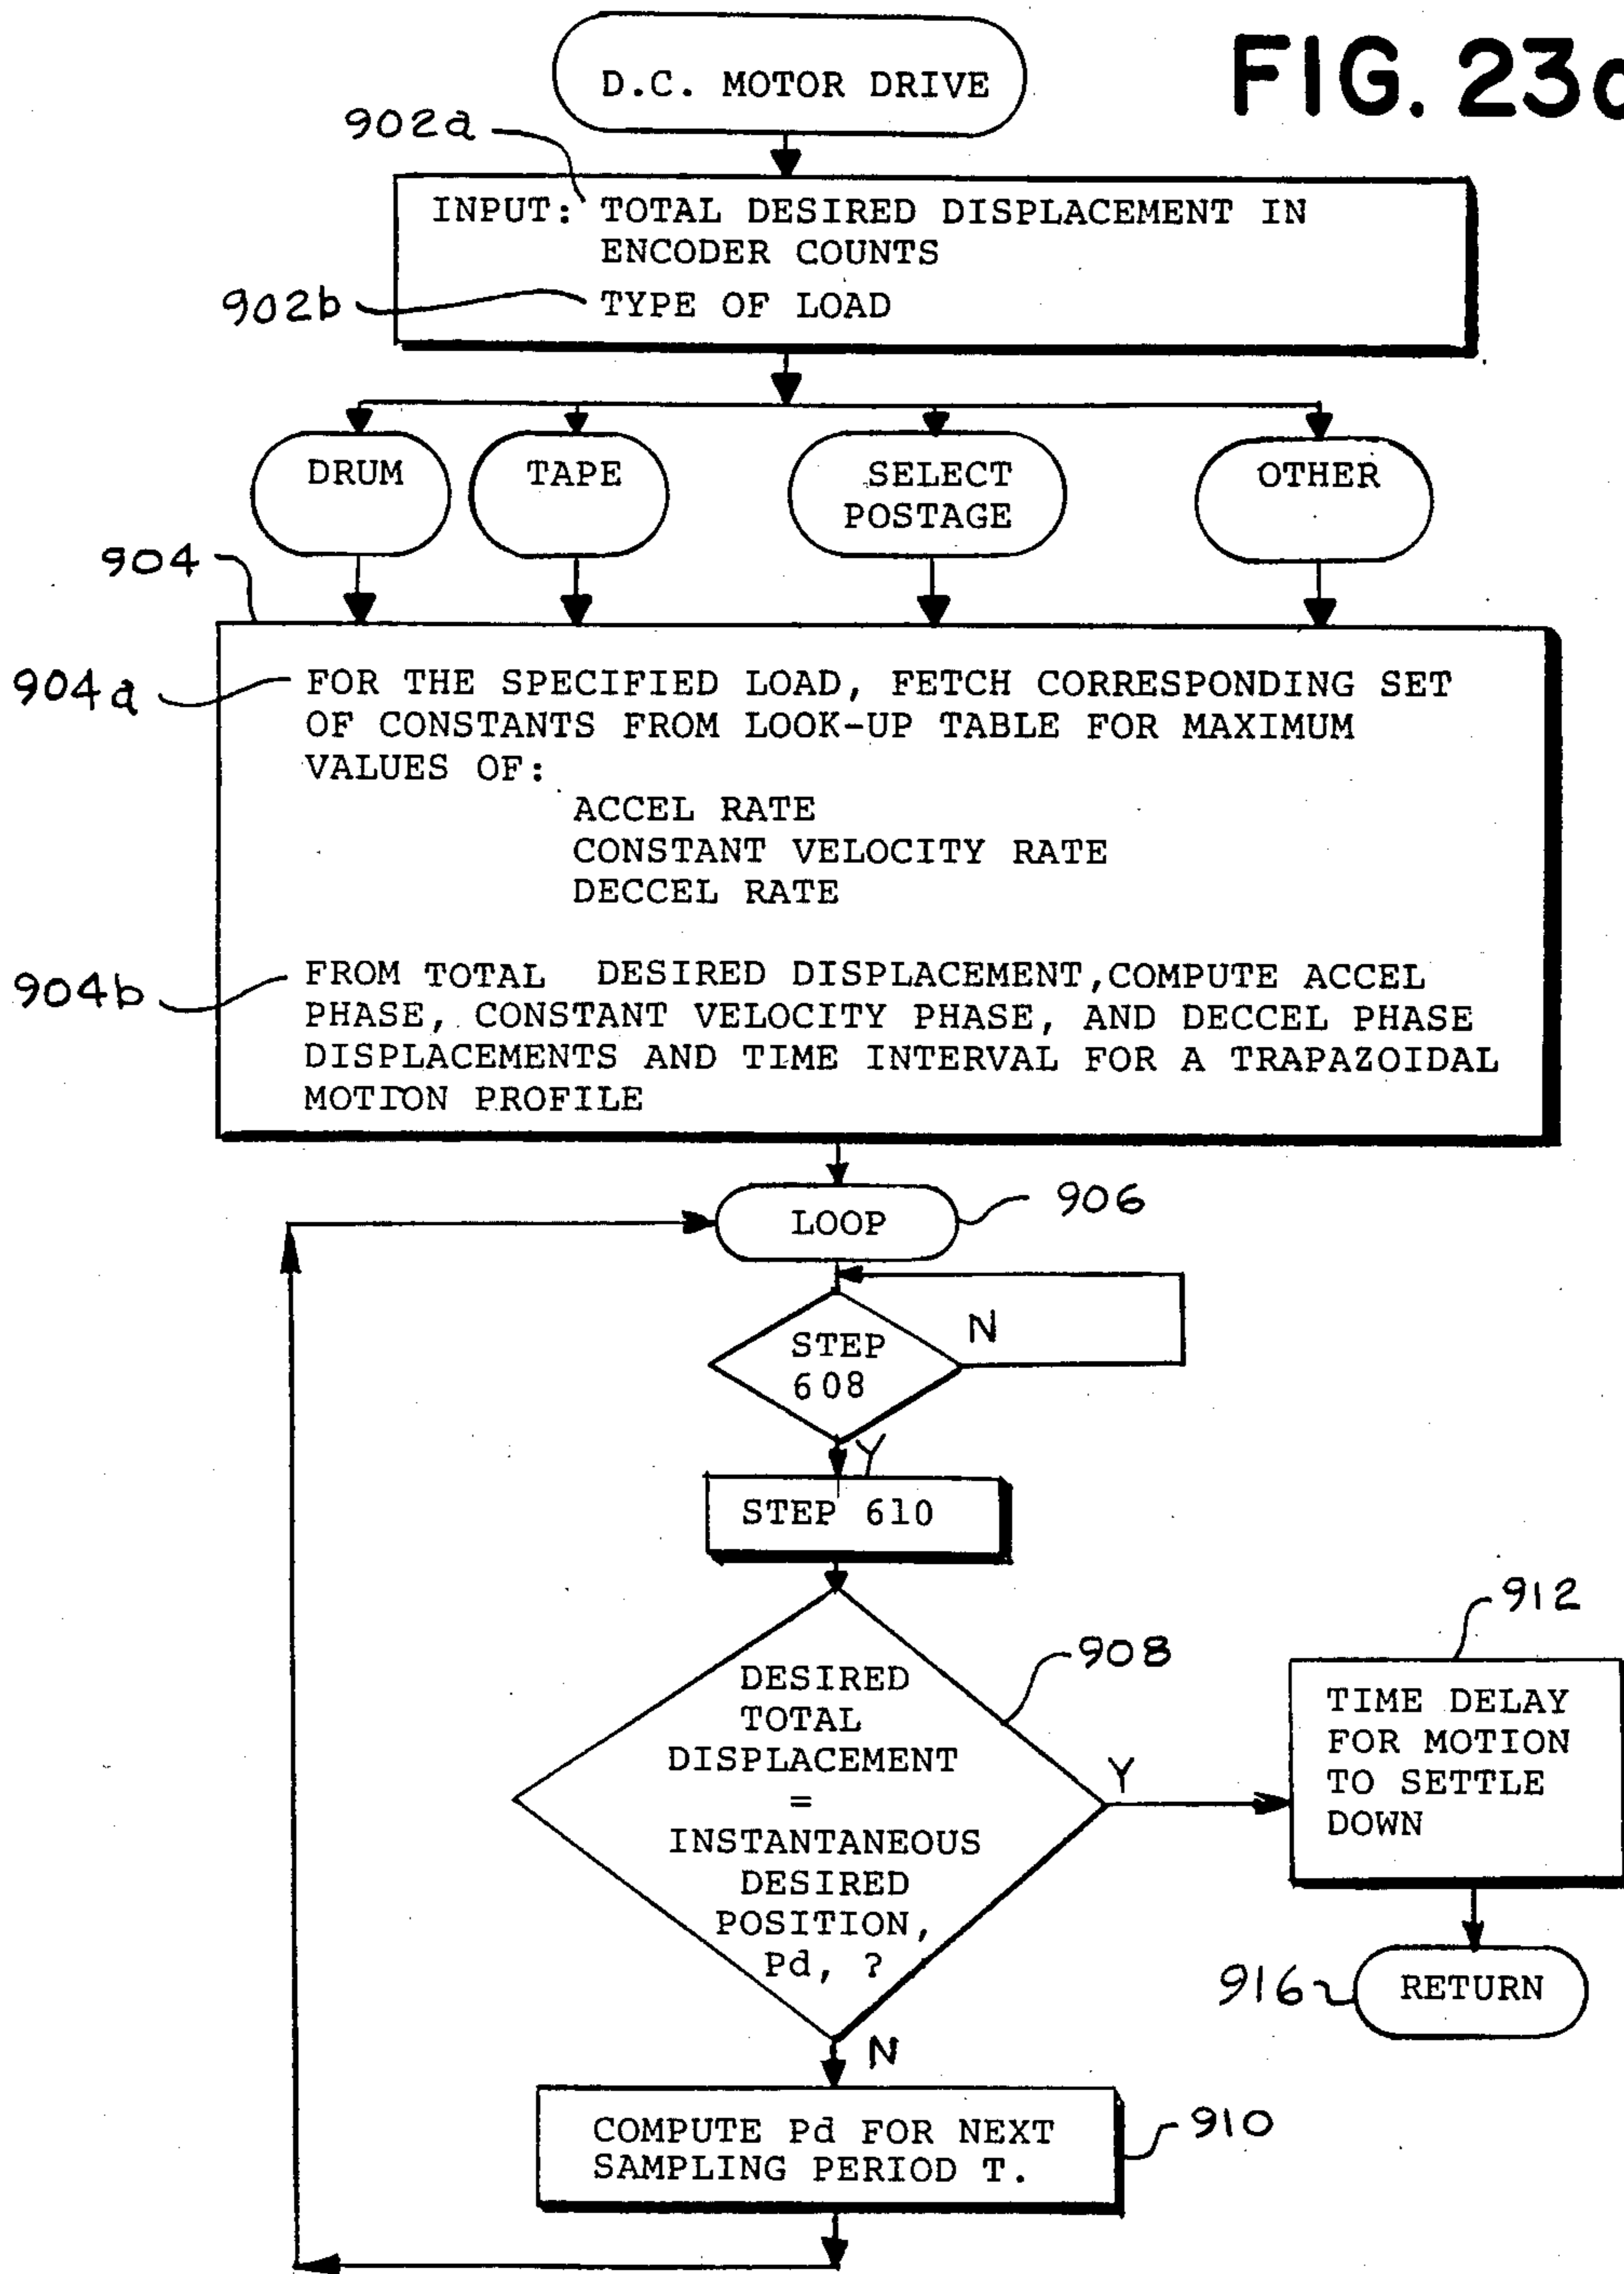 FIG. 23
D.C. MOTOR DRIVE
902a
INPUT: TOTAL DESIRED DISPLACEMENT IN
ENCODER COUNTS
902b
TYPE OF LOAD
DRUM
TAPE
SELECT
POSTAGE
OTHER
904
904a
FOR THE SPECIFIED LOAD, FETCH CORRESPONDING SET
OF CONSTANTS FROM LOOK-UP TABLE FOR MAXIMUM
VALUES OF:
ACCEL RATE
CONSTANT VELOCITY RATE
DECCEL RATE
904b
FROM TOTAL DESIRED DISPLACEMENT, COMPUTE ACCEL
PHASE, CONSTANT VELOCITY PHASE, AND DECCEL PHASE
DISPLACEMENTS AND TIME INTERVAL FOR A TRAPAZOIDAL
MOTION PROFILE
LOOP
906
STEP
608
N
Y
STEP 610
908
DESIRED
TOTAL
DISPLACEMENT
=
INSTANTANEOUS
DESIRED
POSITION,
Pd, ?
Y
912
TIME DELAY
FOR MOTION
TO SETTLE
DOWN
916
RETURN
N
COMPUTE Pd FOR NEXT
SAMPLING PERIOD T.
910